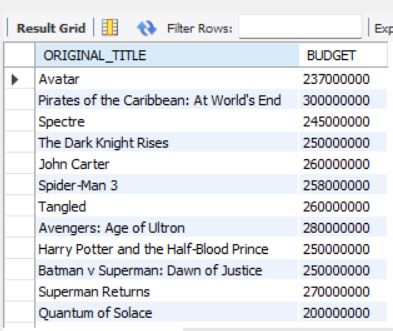 Result Grid Filter Rows: Exp
ORIGINAL_TITLE BUDGET
Avatar 237000000
Pirates of the Caribbean: At World's End 300000000
Spectre 245000000
The Dark Knight Rises 250000000
John Carter 260000000
Spider-Man 3 258000000
Tangled 260000000
Avengers: Age of Ultron 280000000
Harry Potter and the Half-Blood Prince 250000000
Batman v Superman: Dawn of Justice 250000000
Superman Returns 270000000
Quantum of Solace 200000000